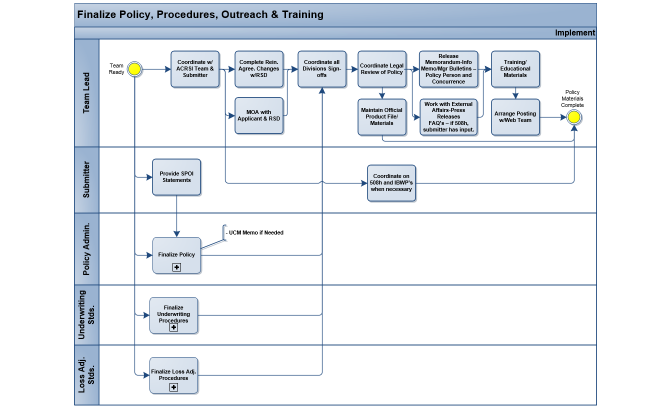 Finalize Policy, Procedures, Outreach & Training
Implement
Team Lead
Team
Ready
Coordinate w/
ACRSI Team &
Submitter
Complete Rein.
Agree. Changes
w/RSD
MOA with
Applicant & RSD
Coordinate all
Divisions Sign-
offs
Coordinate Legal
Review of Policy
Maintain Official
Product File/
Materials
Release
Memorandum-Info
Memo/Mgr Bulletins –
Policy Person and
Concurrence
Work with External
Affairs-Press
Releases
FAQ's – if 508h,
submitter has input.
Training/
Educational
Materials
Arrange Posting
w/Web Team
Policy
Materials
Complete
Submitter
Provide SPOI
Statements
Coordinate on
508h and IBWP's
when necessary
Policy Admin.
Finalize Policy
UCM Memo if Needed
Underwriting
Stds.
Finalize
Underwriting
Procedures
Loss Adj.
Stds.
Finalize Loss Adj.
Procedures